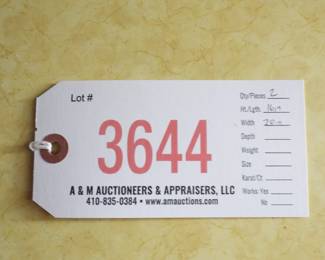 Lot #
3644
A & M AUCTIONEERS & APPRAISERS, LLC
410-835-0384 • www.amauctions.com
Qty/Pieces 2
Ht./Lgth
Width
Depth
Weight
Size
Karat/Ct
Works: Yes
No